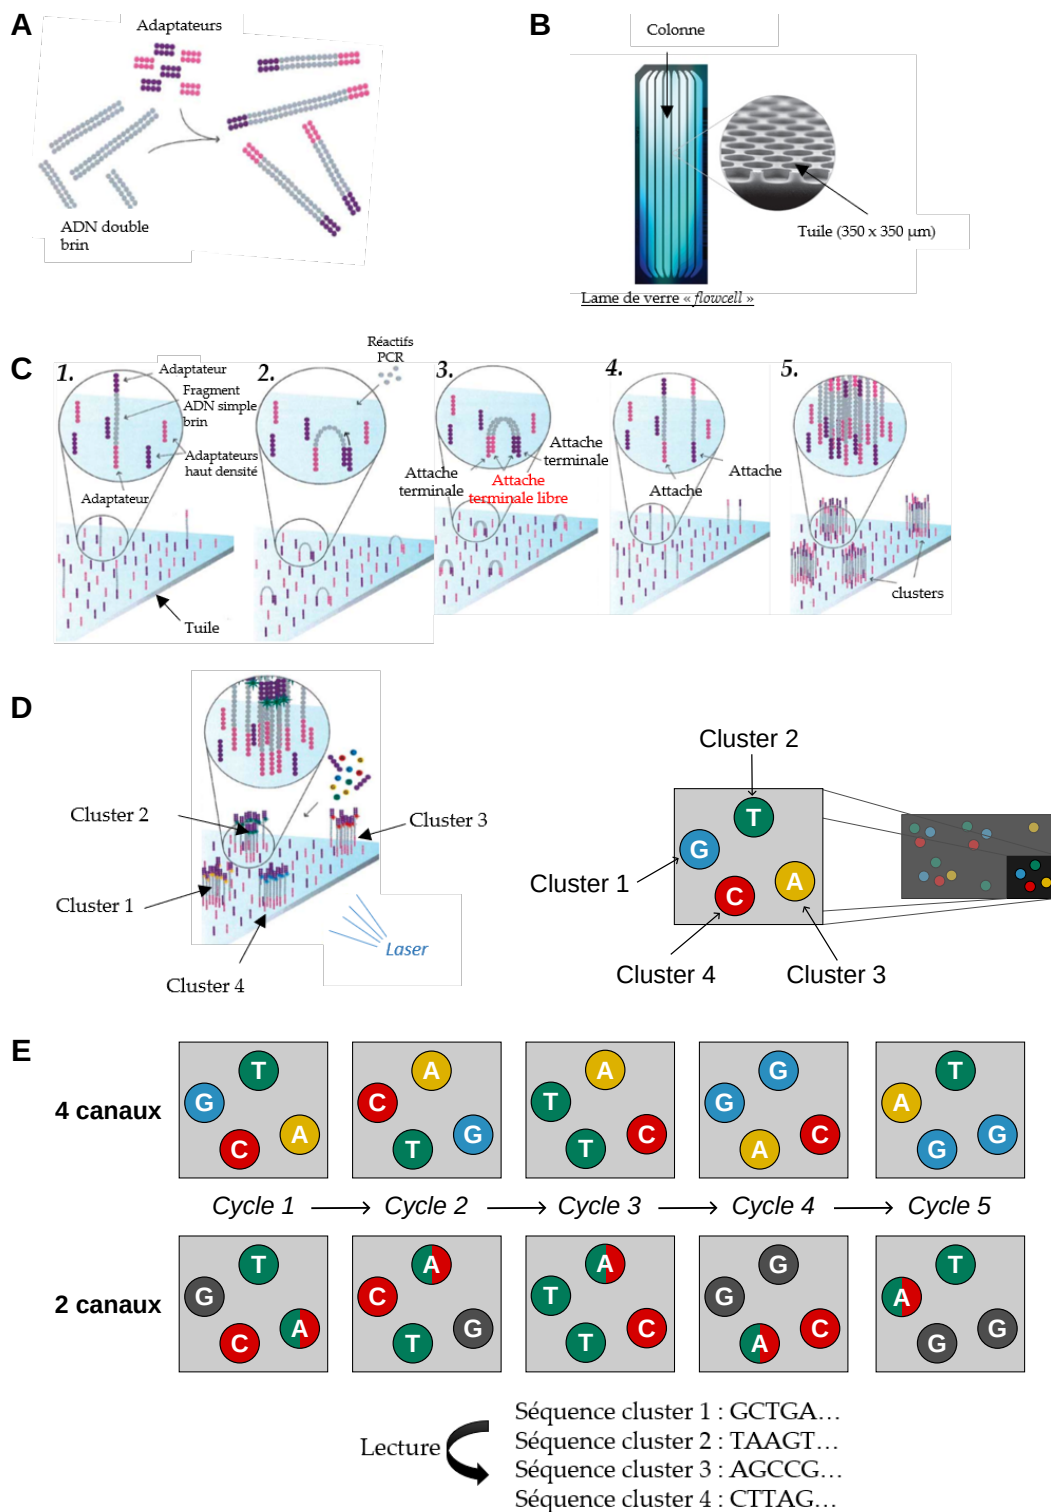 A
Adaptateurs
ADN double
brin
B
Colonne
Tuile (350 x 350 µm)
Lame de verre « flowcell »
C
1.
Adaptateur
Fragment
ADN simple
brin
Adaptateurs
haut densité
Adaptateur
Tuile
2.
Réactifs
PCR
3.
Attache
terminale
Attache
terminale
Attache
terminale libre
4.
Attache
Attache
5.
clusters
D
Cluster 2
Cluster 3
Cluster 1
Cluster 4
Laser
Cluster 2
T
G
Cluster 1
C
A
Cluster 4
Cluster 3
E
4 canaux
T
G
A
C
A
C
G
T
A
T
C
T
G
G
C
A
T
A
G
G
Cycle 1
Cycle 2
Cycle 3
Cycle 4
Cycle 5
2 canaux
T
G
A
C
A
C
G
T
A
T
C
T
G
G
C
A
T
A
G
G
Lecture
Séquence cluster 1 : GCTGA...
Séquence cluster 2 : TAAGT...
Séquence cluster 3 : AGCCG...
Séquence cluster 4 : CTTAG...